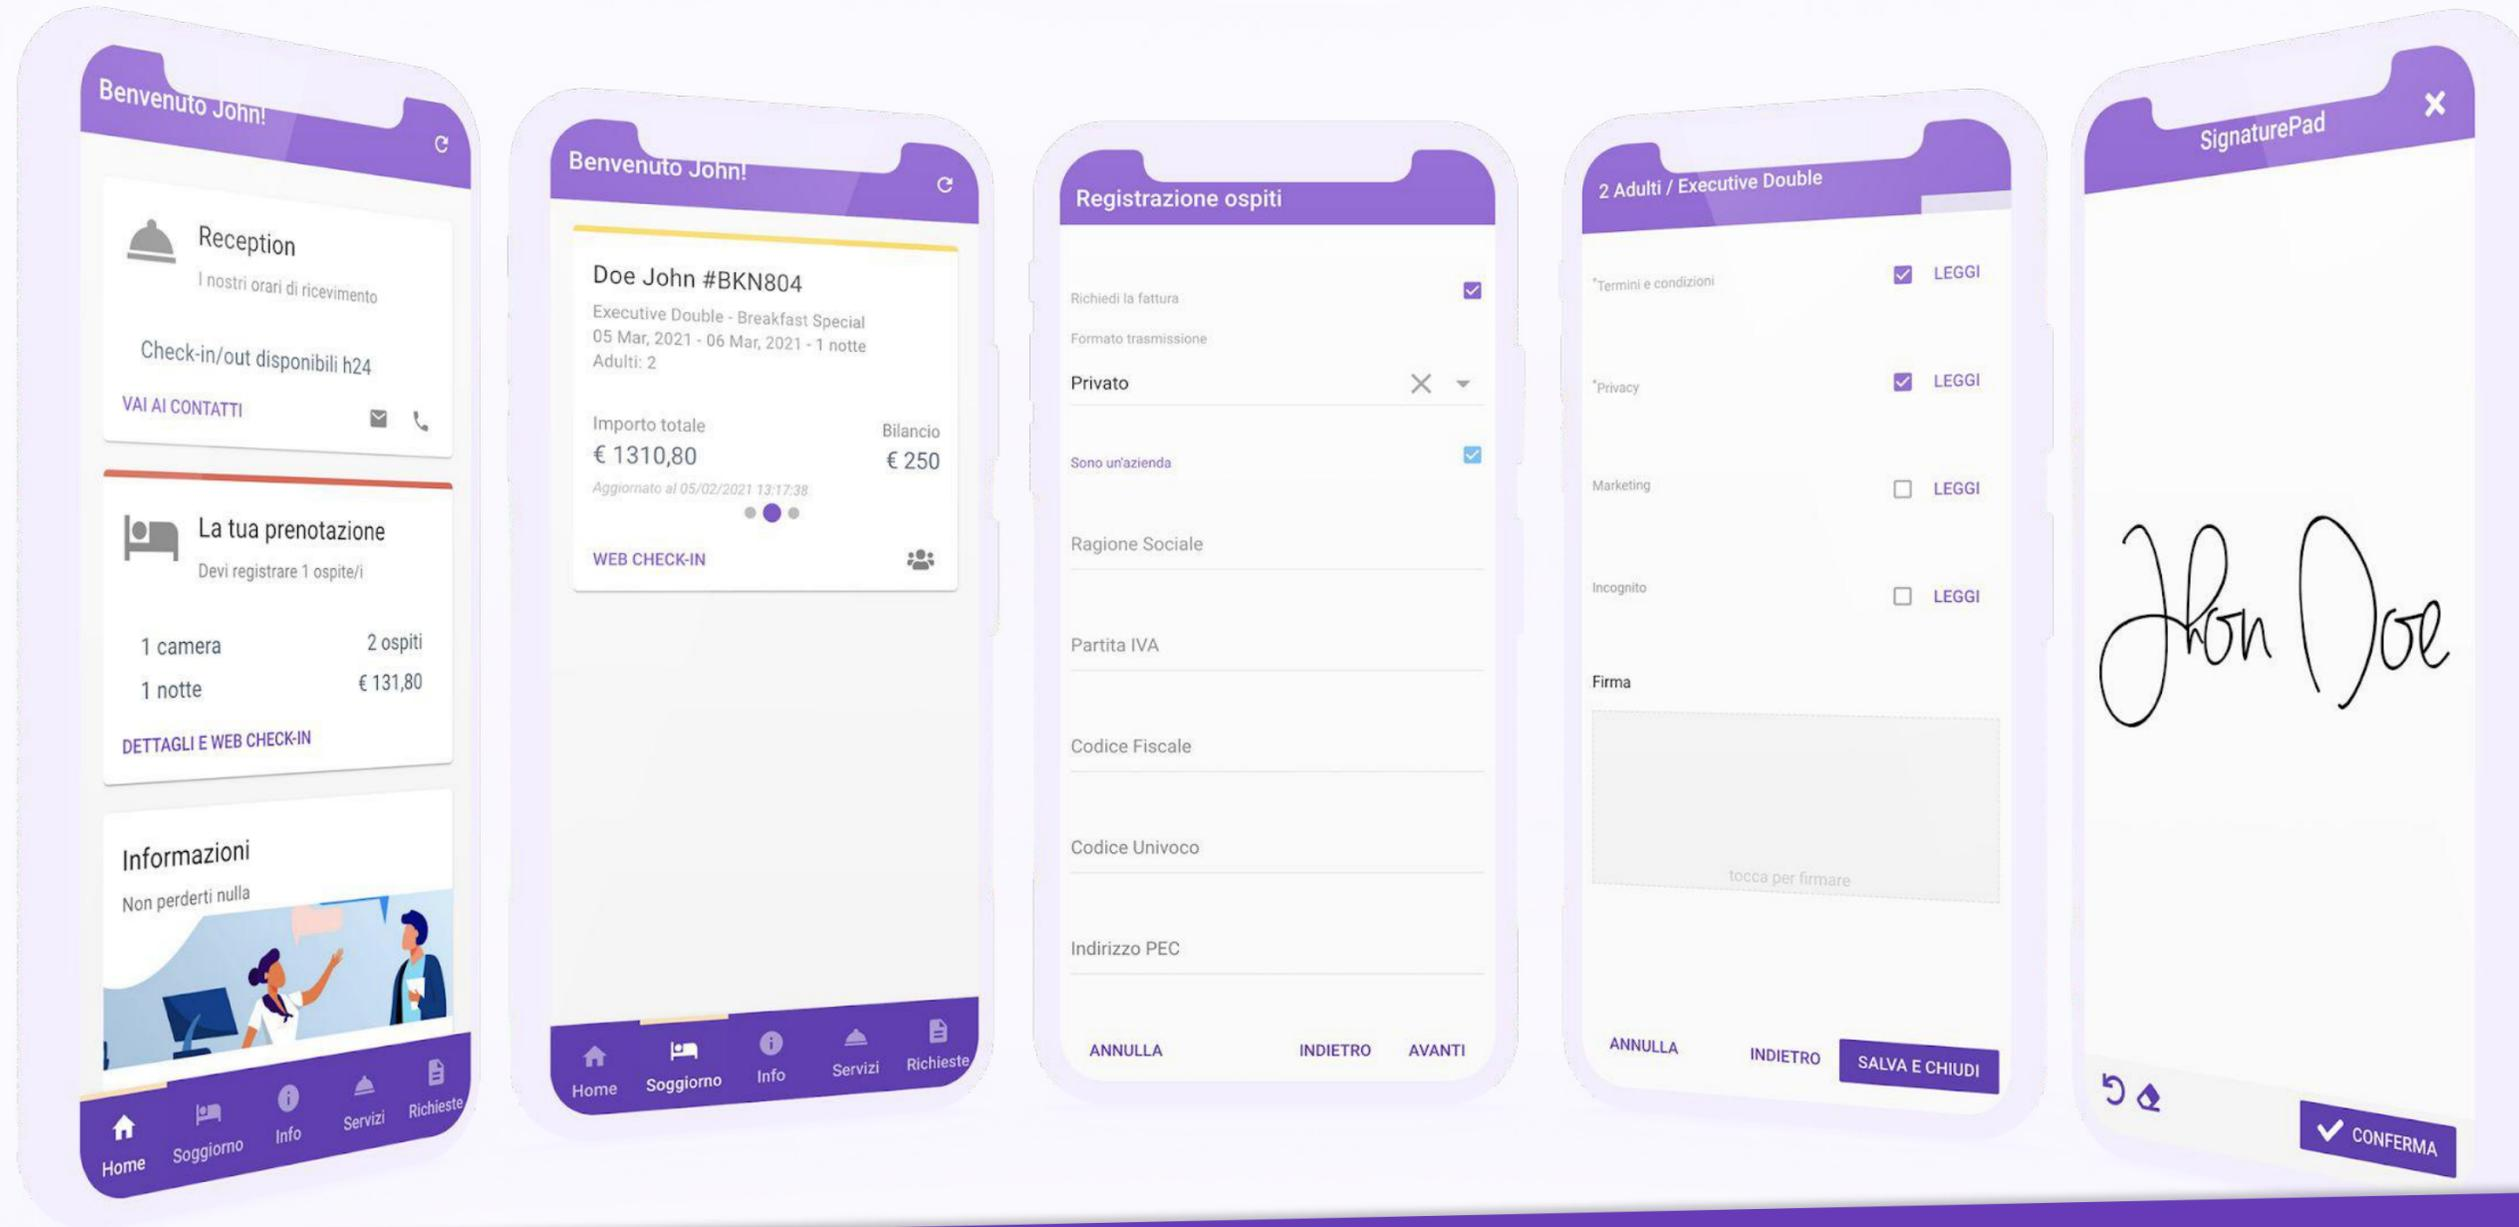 Benvenuto John!
Reception
I nostri orari di ricevimento
Check-in/out disponibili h24
VAI AI CONTATTI
La tua prenotazione
Devi registrare 1 ospite/i
1 camera 2 ospiti
1 notte € 131,80
DETTAGLI E WEB CHECK-IN
Informazioni
Non perderti nulla
Home Soggiorno Info Servizi Richieste
Benvenuto John!
Doe John #BKN804
Executive Double - Breakfast Special
05 Mar, 2021 - 06 Mar, 2021 - 1 notte
Adulti: 2
Importo totale Bilancio
€ 1310,80 € 250
Aggiornato al 05/02/2021 13:17:38
WEB CHECK-IN
Home Soggiorno Info Servizi Richieste
Registrazione ospiti
Richiedi la fattura
Formato trasmissione
Privato
Sono un'azienda
Ragione Sociale
Partita IVA
Codice Fiscale
Codice Univoco
Indirizzo PEC
ANNULLA INDIETRO AVANTI
2 Adulti / Executive Double
*Termini e condizioni LEGGI
*Privacy LEGGI
Marketing LEGGI
Incognito LEGGI
Firma
tocca per firmare
ANNULLA INDIETRO SALVA E CHIUDI
SignaturePad
Jhon Doe
CONFERMA